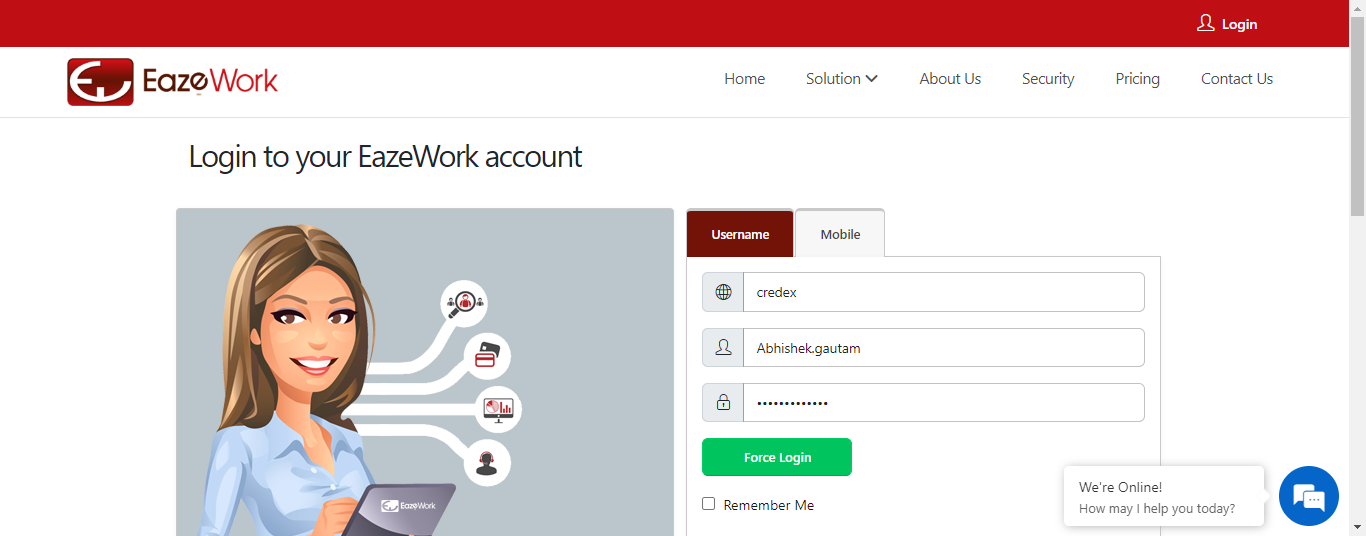 Login
EazeWork
Home Solution About Us Security Pricing Contact Us
Login to your EazeWork account
Username Mobile
credex
Abhishek.gautam
•••••••••••••
Force Login
Remember Me
EazeWork
We're Online!
How may I help you today?